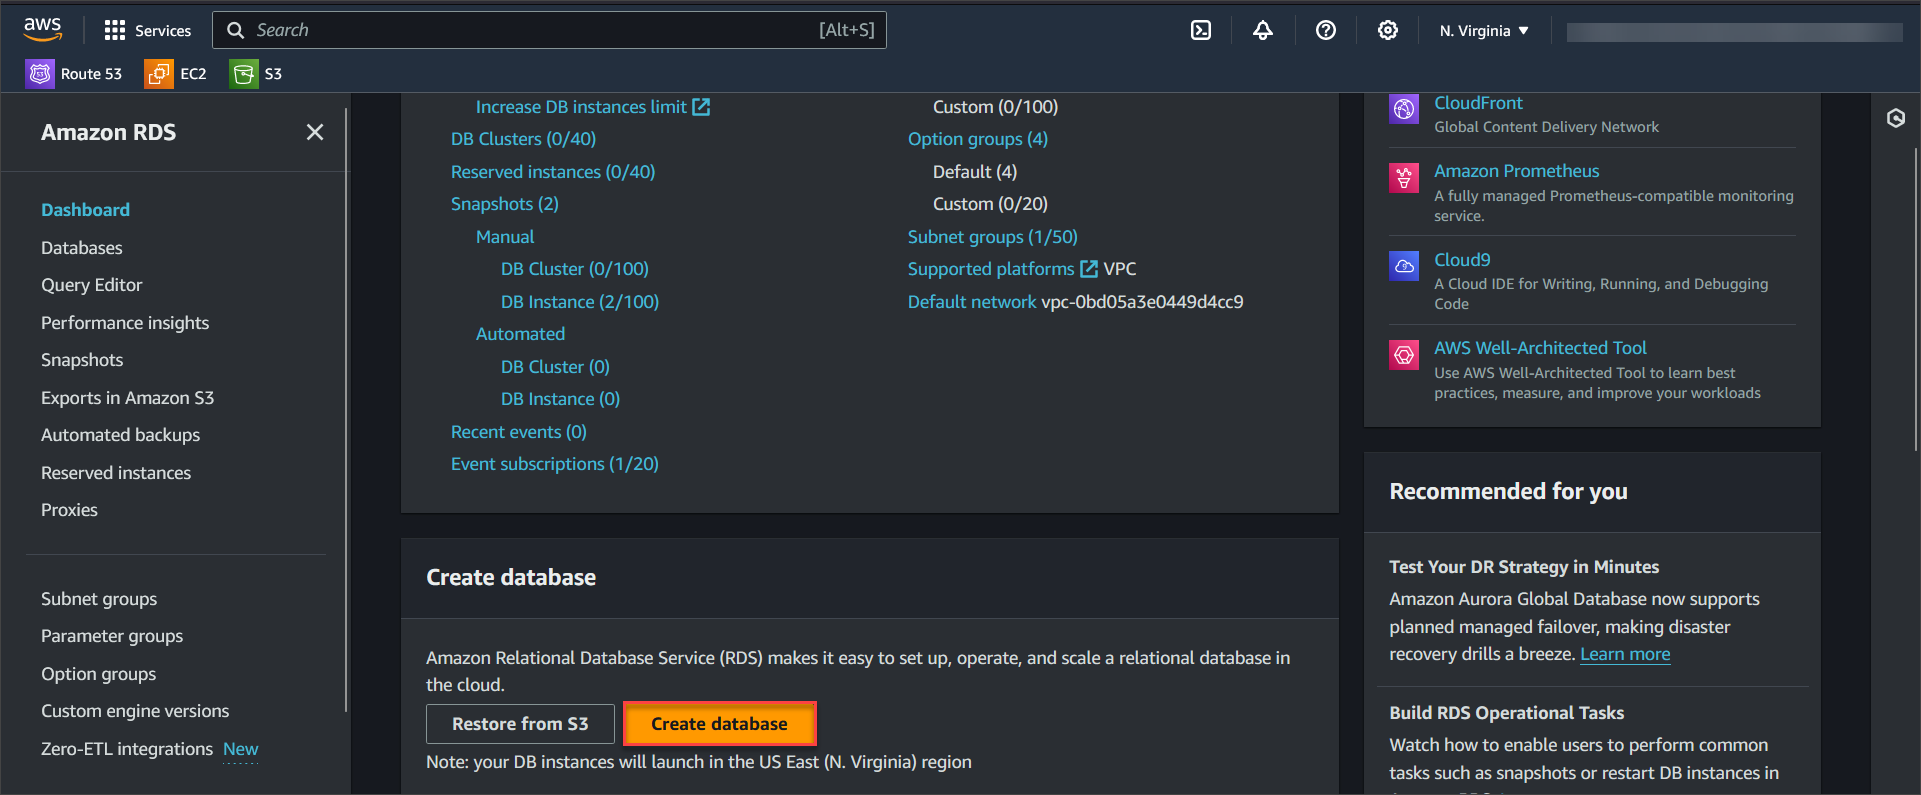 aws
Services
Search
[Alt+S]
N. Virginia
Route 53
EC2
S3
Amazon RDS
Dashboard
Databases
Query Editor
Performance insights
Snapshots
Exports in Amazon S3
Automated backups
Reserved instances
Proxies
Subnet groups
Parameter groups
Option groups
Custom engine versions
Zero-ETL integrations New
Increase DB instances limit
DB Clusters (0/40)
Reserved instances (0/40)
Snapshots (2)
Manual
DB Cluster (0/100)
DB Instance (2/100)
Automated
DB Cluster (0)
DB Instance (0)
Recent events (0)
Event subscriptions (1/20)
Custom (0/100)
Option groups (4)
Default (4)
Custom (0/20)
Subnet groups (1/50)
Supported platforms VPC
Default network vpc-0bd05a3e0449d4cc9
Create database
Amazon Relational Database Service (RDS) makes it easy to set up, operate, and scale a relational database in
the cloud.
Restore from S3
Create database
Note: your DB instances will launch in the US East (N. Virginia) region
CloudFront
Global Content Delivery Network
Amazon Prometheus
A fully managed Prometheus-compatible monitoring
service.
Cloud9
A Cloud IDE for Writing, Running, and Debugging
Code
AWS Well-Architected Tool
Use AWS Well-Architected Tool to learn best
practices, measure, and improve your workloads
Recommended for you
Test Your DR Strategy in Minutes
Amazon Aurora Global Database now supports
planned managed failover, making disaster
recovery drills a breeze. Learn more
Build RDS Operational Tasks
Watch how to enable users to perform common
tasks such as snapshots or restart DB instances in